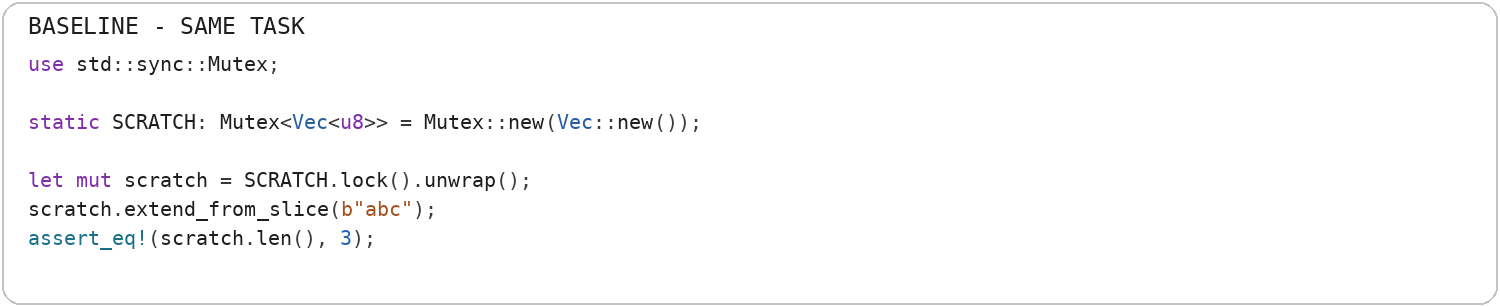 BASELINE - SAME TASK
use std::sync::Mutex;
static SCRATCH: Mutex<Vec<u8>> = Mutex::new(Vec::new());
let mut scratch = SCRATCH.lock().unwrap();
scratch.extend_from_slice(b"abc");
assert_eq!(scratch.len(), 3);